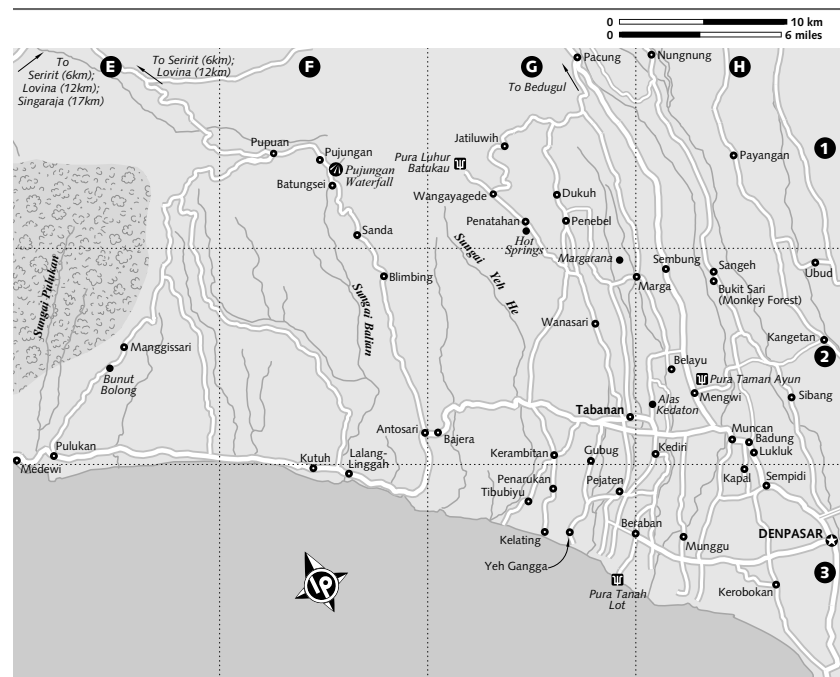 0 10 km
0 6 miles
To
Seririt (6km);
Lovina (12km);
Singaraja (17km)
E
To Seririt (6km);
Lovina (12km)
F
G
To Bedugul
Pacung
Nungnung
H
1
Pupuan
Pujungan
Pujungan
Waterfall
Batungsei
Pura Luhur
Batukau
Jatiluwih
Payangan
Wangayagede
Dukuh
Penatahan
Penebel
Hot
Springs
Sanda
Sungai Yeh He
Margarana
Sembung
Sangeh
Ubud
Blimbing
Marga
Bukit Sari
(Monkey Forest)
Sungai Pulukan
Sungai Balian
Wanasari
Kangetan
2
Manggissari
Bunut
Bolong
Belayu
Pura Taman Ayun
Mengwi
Sibang
Alas
Kedaton
Tabanan
Antosari
Bajera
Muncan
Badung
Lukluk
Pulukan
Medewi
Kutuh
Lalang-
Linggah
Kerambitan
Gubug
Kediri
Kapal
Sempidi
Penarukan
Tibubiyu
Pejaten
Kelating
Beraban
Munggu
DENPASAR
Yeh Gangga
3
Pura Tanah
Lot
Kerobokan
lp